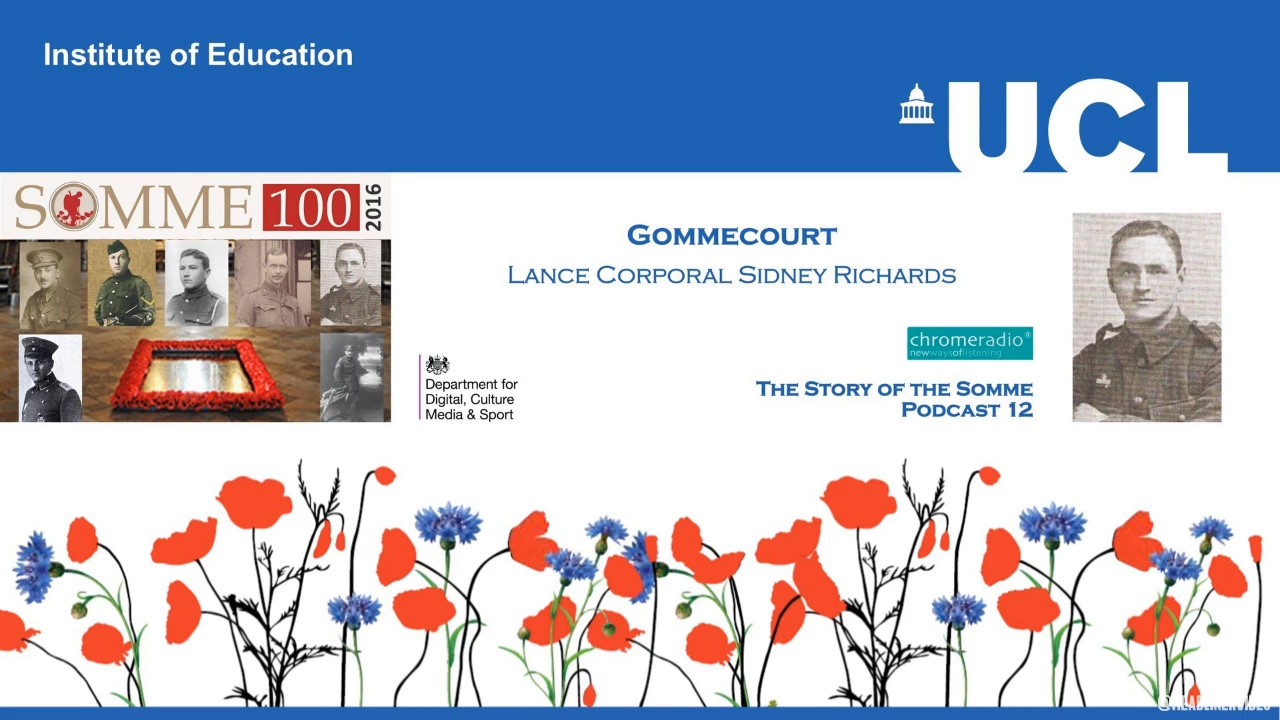 Institute of Education
UCL
SOMME 100 2016
GOMMECOURT
LANCE CORPORAL SIDNEY RICHARDS
chromeradio®
newwaysoflistening
Department for
Digital, Culture
Media & Sport
THE STORY OF THE SOMME
PODCAST 12
@HEADLINERVIDEO